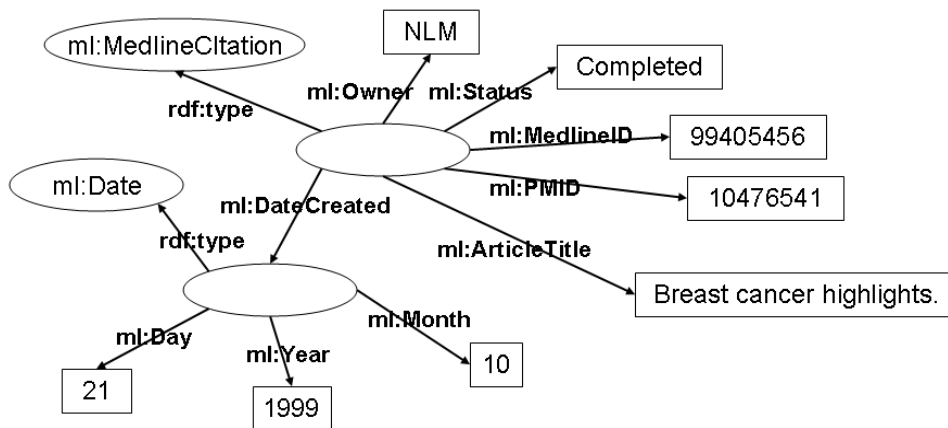 NLM
ml:MedlineCItation
Completed
ml:Owner
ml:Status
rdf:type
ml:MedlineID
99405456
ml:Date
ml:PMID
10476541
ml:DateCreated
rdf:type
ml:ArticleTitle
Breast cancer highlights.
ml:Month
ml:Day
ml:Year
10
21
1999